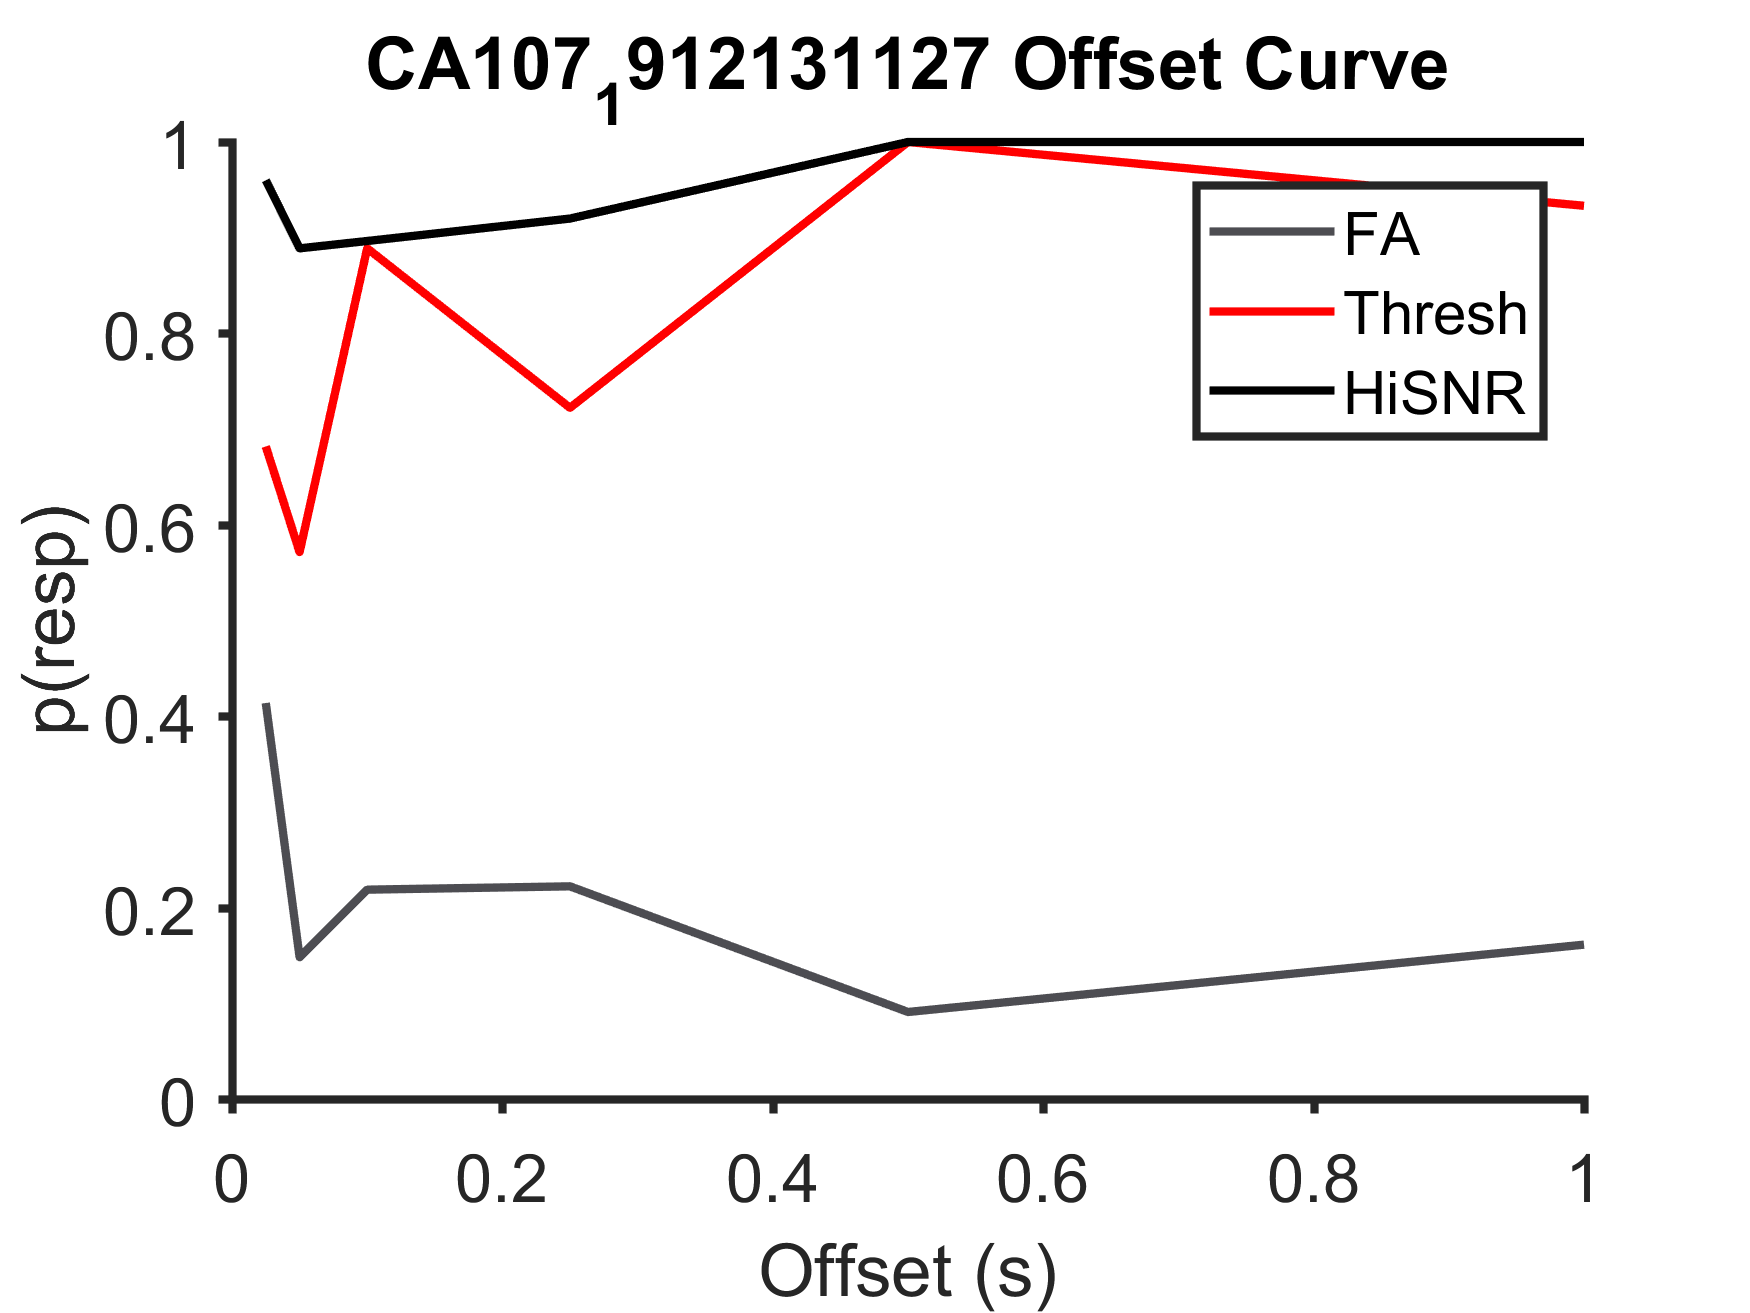 CA107₁912131127 Offset Curve
1
0.8
0.6
0.4
0.2
0
p(resp)
FA
Thresh
HiSNR
0 0.2 0.4 0.6 0.8 1
Offset (s)